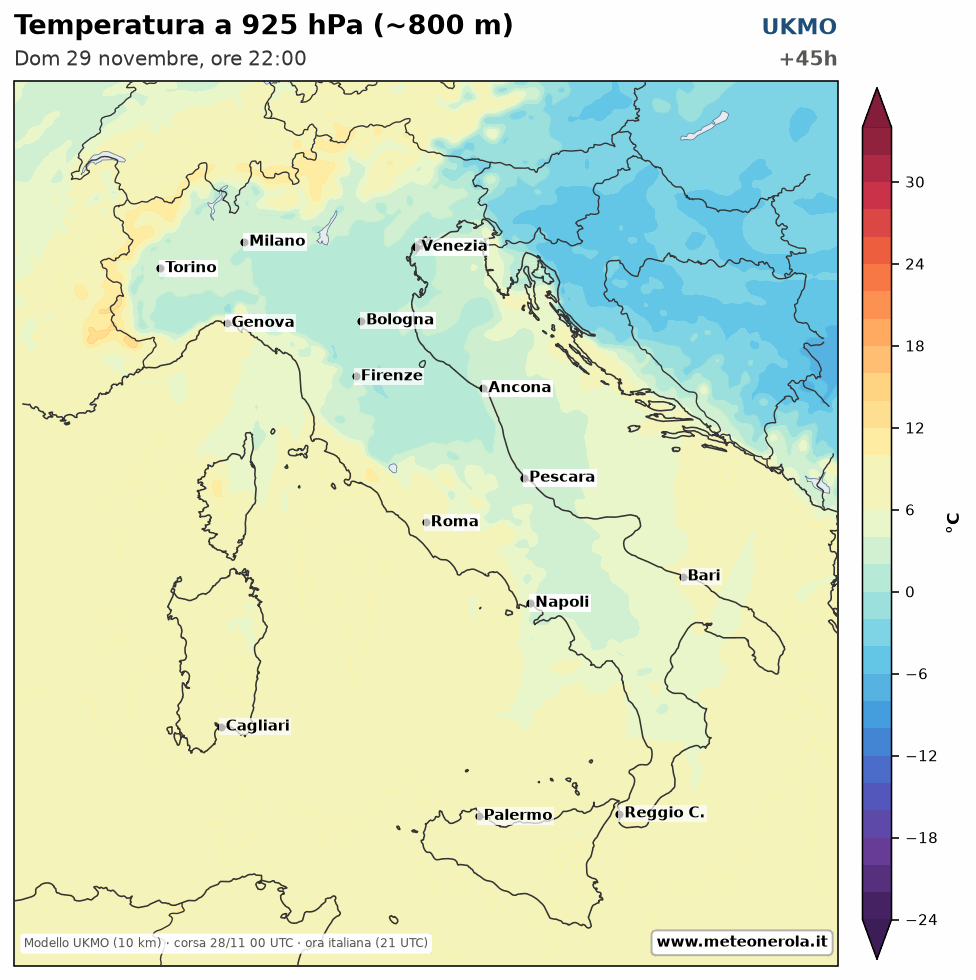 Temperatura a 925 hPa (~800 m)
UKMO
Dom 29 novembre, ore 22:00
+45h
Milano
Venezia
Torino
Genova
Bologna
Firenze
Ancona
Pescara
Roma
Bari
Napoli
Cagliari
Palermo
Reggio C.
30
24
18
12
6
0
−6
−12
−18
−24
°C
Modello UKMO (10 km) · corsa 28/11 00 UTC · ora italiana (21 UTC)
www.meteonerola.it